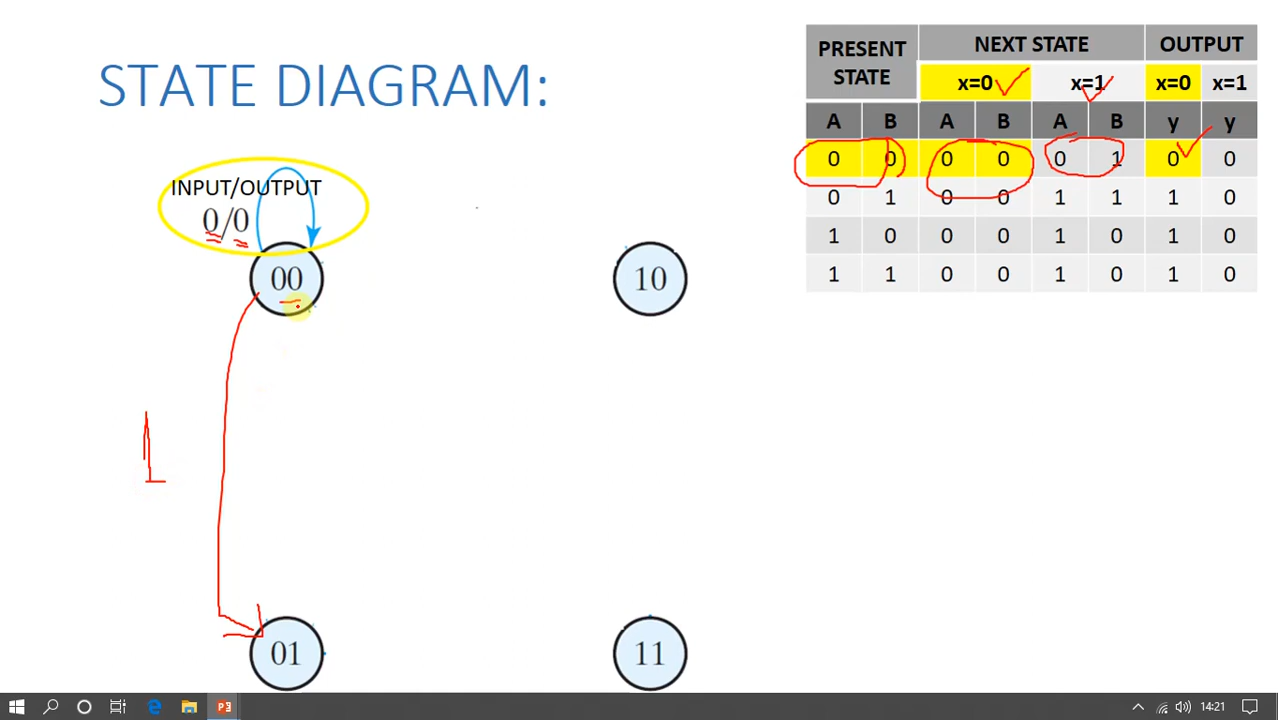 STATE DIAGRAM:
INPUT/OUTPUT
0/0
00
10
1
01
11
PRESENT STATE NEXT STATE OUTPUT
x=0 x=1 x=0 x=1
A B A B A B y y
0 0 0 0 0 1 0 0
0 1 0 0 1 1 1 0
1 0 0 0 1 0 1 0
1 1 0 0 1 0 1 0
14:21